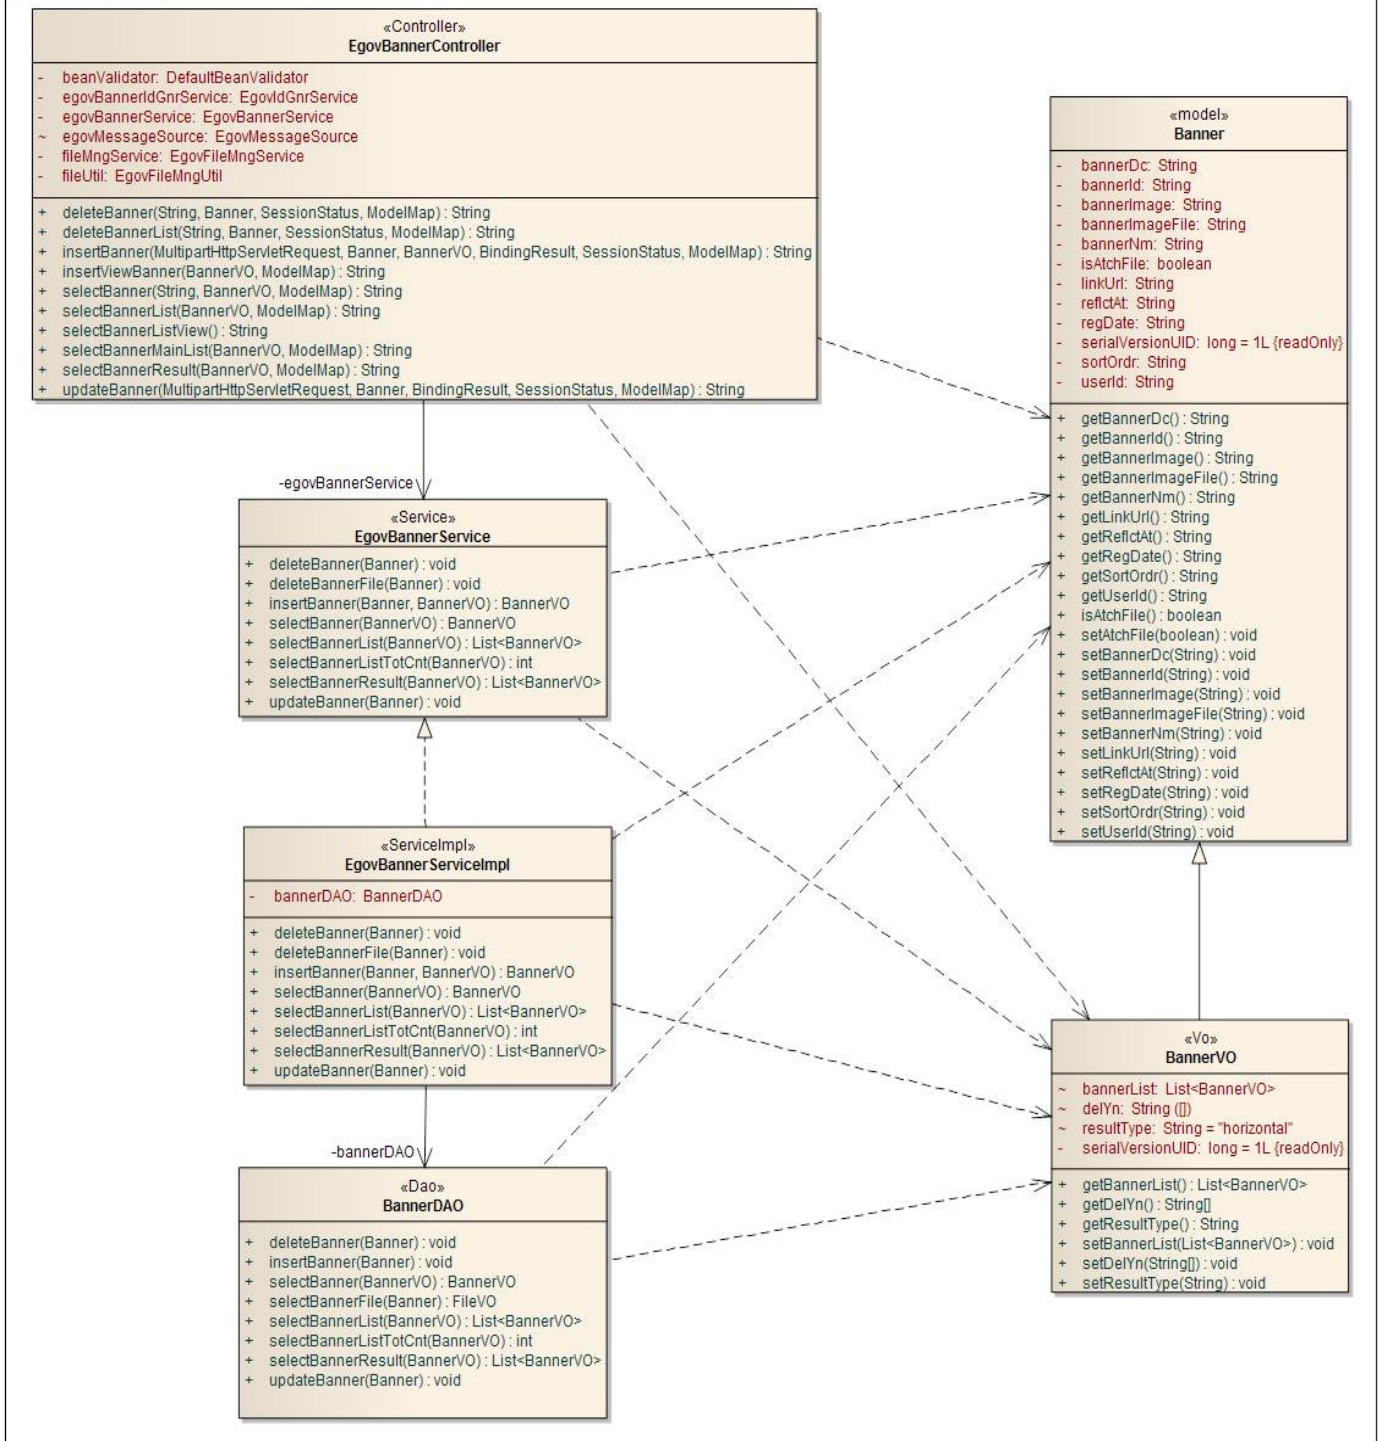 «Controller»
EgovBannerController
- beanValidator: DefaultBeanValidator
- egovBannerIdGnrService: EgovIdGnrService
- egovBannerService: EgovBannerService
~ egovMessageSource: EgovMessageSource
- fileMngService: EgovFileMngService
- fileUtil: EgovFileMngUtil
+ deleteBanner(String, Banner, SessionStatus, ModelMap) : String
+ deleteBannerList(String, Banner, SessionStatus, ModelMap) : String
+ insertBanner(MultipartHttpServletRequest, Banner, BannerVO, BindingResult, SessionStatus, ModelMap) : String
+ insertViewBanner(BannerVO, ModelMap) : String
+ selectBanner(String, BannerVO, ModelMap) : String
+ selectBannerList(BannerVO, ModelMap) : String
+ selectBannerListView() : String
+ selectBannerMainList(BannerVO, ModelMap) : String
+ selectBannerResult(BannerVO, ModelMap) : String
+ updateBanner(MultipartHttpServletRequest, Banner, BindingResult, SessionStatus, ModelMap) : String
-egovBannerService
«Service»
EgovBannerService
+ deleteBanner(Banner) : void
+ deleteBannerFile(Banner) : void
+ insertBanner(Banner, BannerVO) : BannerVO
+ selectBanner(BannerVO) : BannerVO
+ selectBannerList(BannerVO) : List<BannerVO>
+ selectBannerListTotCnt(BannerVO) : int
+ selectBannerResult(BannerVO) : List<BannerVO>
+ updateBanner(Banner) : void
«ServiceImpl»
EgovBannerServiceImpl
- bannerDAO: BannerDAO
+ deleteBanner(Banner) : void
+ deleteBannerFile(Banner) : void
+ insertBanner(Banner, BannerVO) : BannerVO
+ selectBanner(BannerVO) : BannerVO
+ selectBannerList(BannerVO) : List<BannerVO>
+ selectBannerListTotCnt(BannerVO) : int
+ selectBannerResult(BannerVO) : List<BannerVO>
+ updateBanner(Banner) : void
-bannerDAO
«Dao»
BannerDAO
+ deleteBanner(Banner) : void
+ insertBanner(Banner) : void
+ selectBanner(BannerVO) : BannerVO
+ selectBannerFile(Banner) : FileVO
+ selectBannerList(BannerVO) : List<BannerVO>
+ selectBannerListTotCnt(BannerVO) : int
+ selectBannerResult(BannerVO) : List<BannerVO>
+ updateBanner(Banner) : void
«model»
Banner
- bannerDc: String
- bannerId: String
- bannerImage: String
- bannerImageFile: String
- bannerNm: String
- isAtchFile: boolean
- linkUrl: String
- reflctAt: String
- regDate: String
- serialVersionUID: long = 1L {readOnly}
- sortOrdr: String
- userId: String
+ getBannerDc() : String
+ getBannerId() : String
+ getBannerImage() : String
+ getBannerImageFile() : String
+ getBannerNm() : String
+ getLinkUrl() : String
+ getReflctAt() : String
+ getRegDate() : String
+ getSortOrdr() : String
+ getUserId() : String
+ isAtchFile() : boolean
+ setAtchFile(boolean) : void
+ setBannerDc(String) : void
+ setBannerId(String) : void
+ setBannerImage(String) : void
+ setBannerImageFile(String) : void
+ setBannerNm(String) : void
+ setLinkUrl(String) : void
+ setReflctAt(String) : void
+ setRegDate(String) : void
+ setSortOrdr(String) : void
+ setUserId(String) : void
«Vo»
BannerVO
~ bannerList: List<BannerVO>
~ delYn: String ([])
~ resultType: String = "horizontal"
- serialVersionUID: long = 1L {readOnly}
+ getBannerList() : List<BannerVO>
+ getDelYn() : String[]
+ getResultType() : String
+ setBannerList(List<BannerVO>) : void
+ setDelYn(String[]) : void
+ setResultType(String) : void